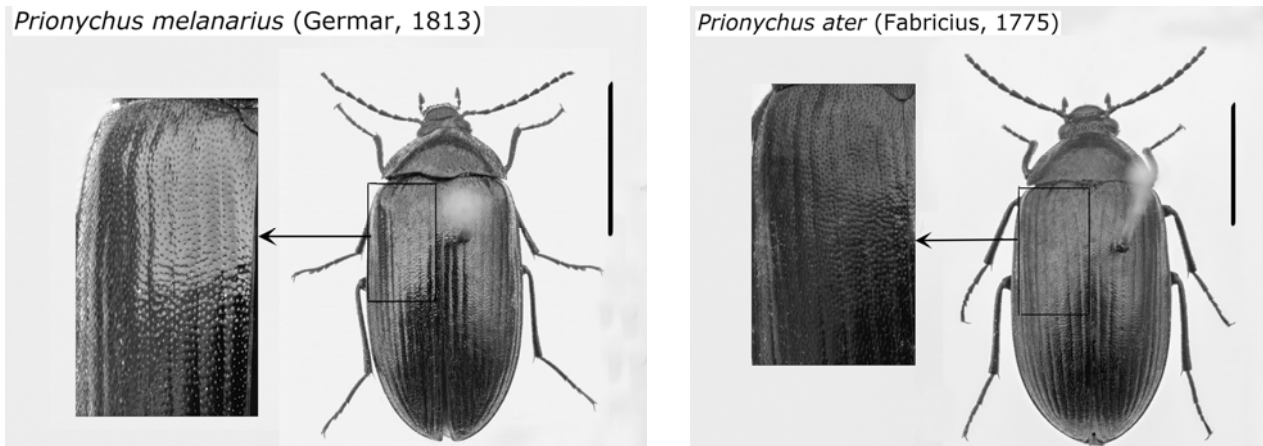 Prionychus melanarius (Germar, 1813)
Prionychus ater (Fabricius, 1775)